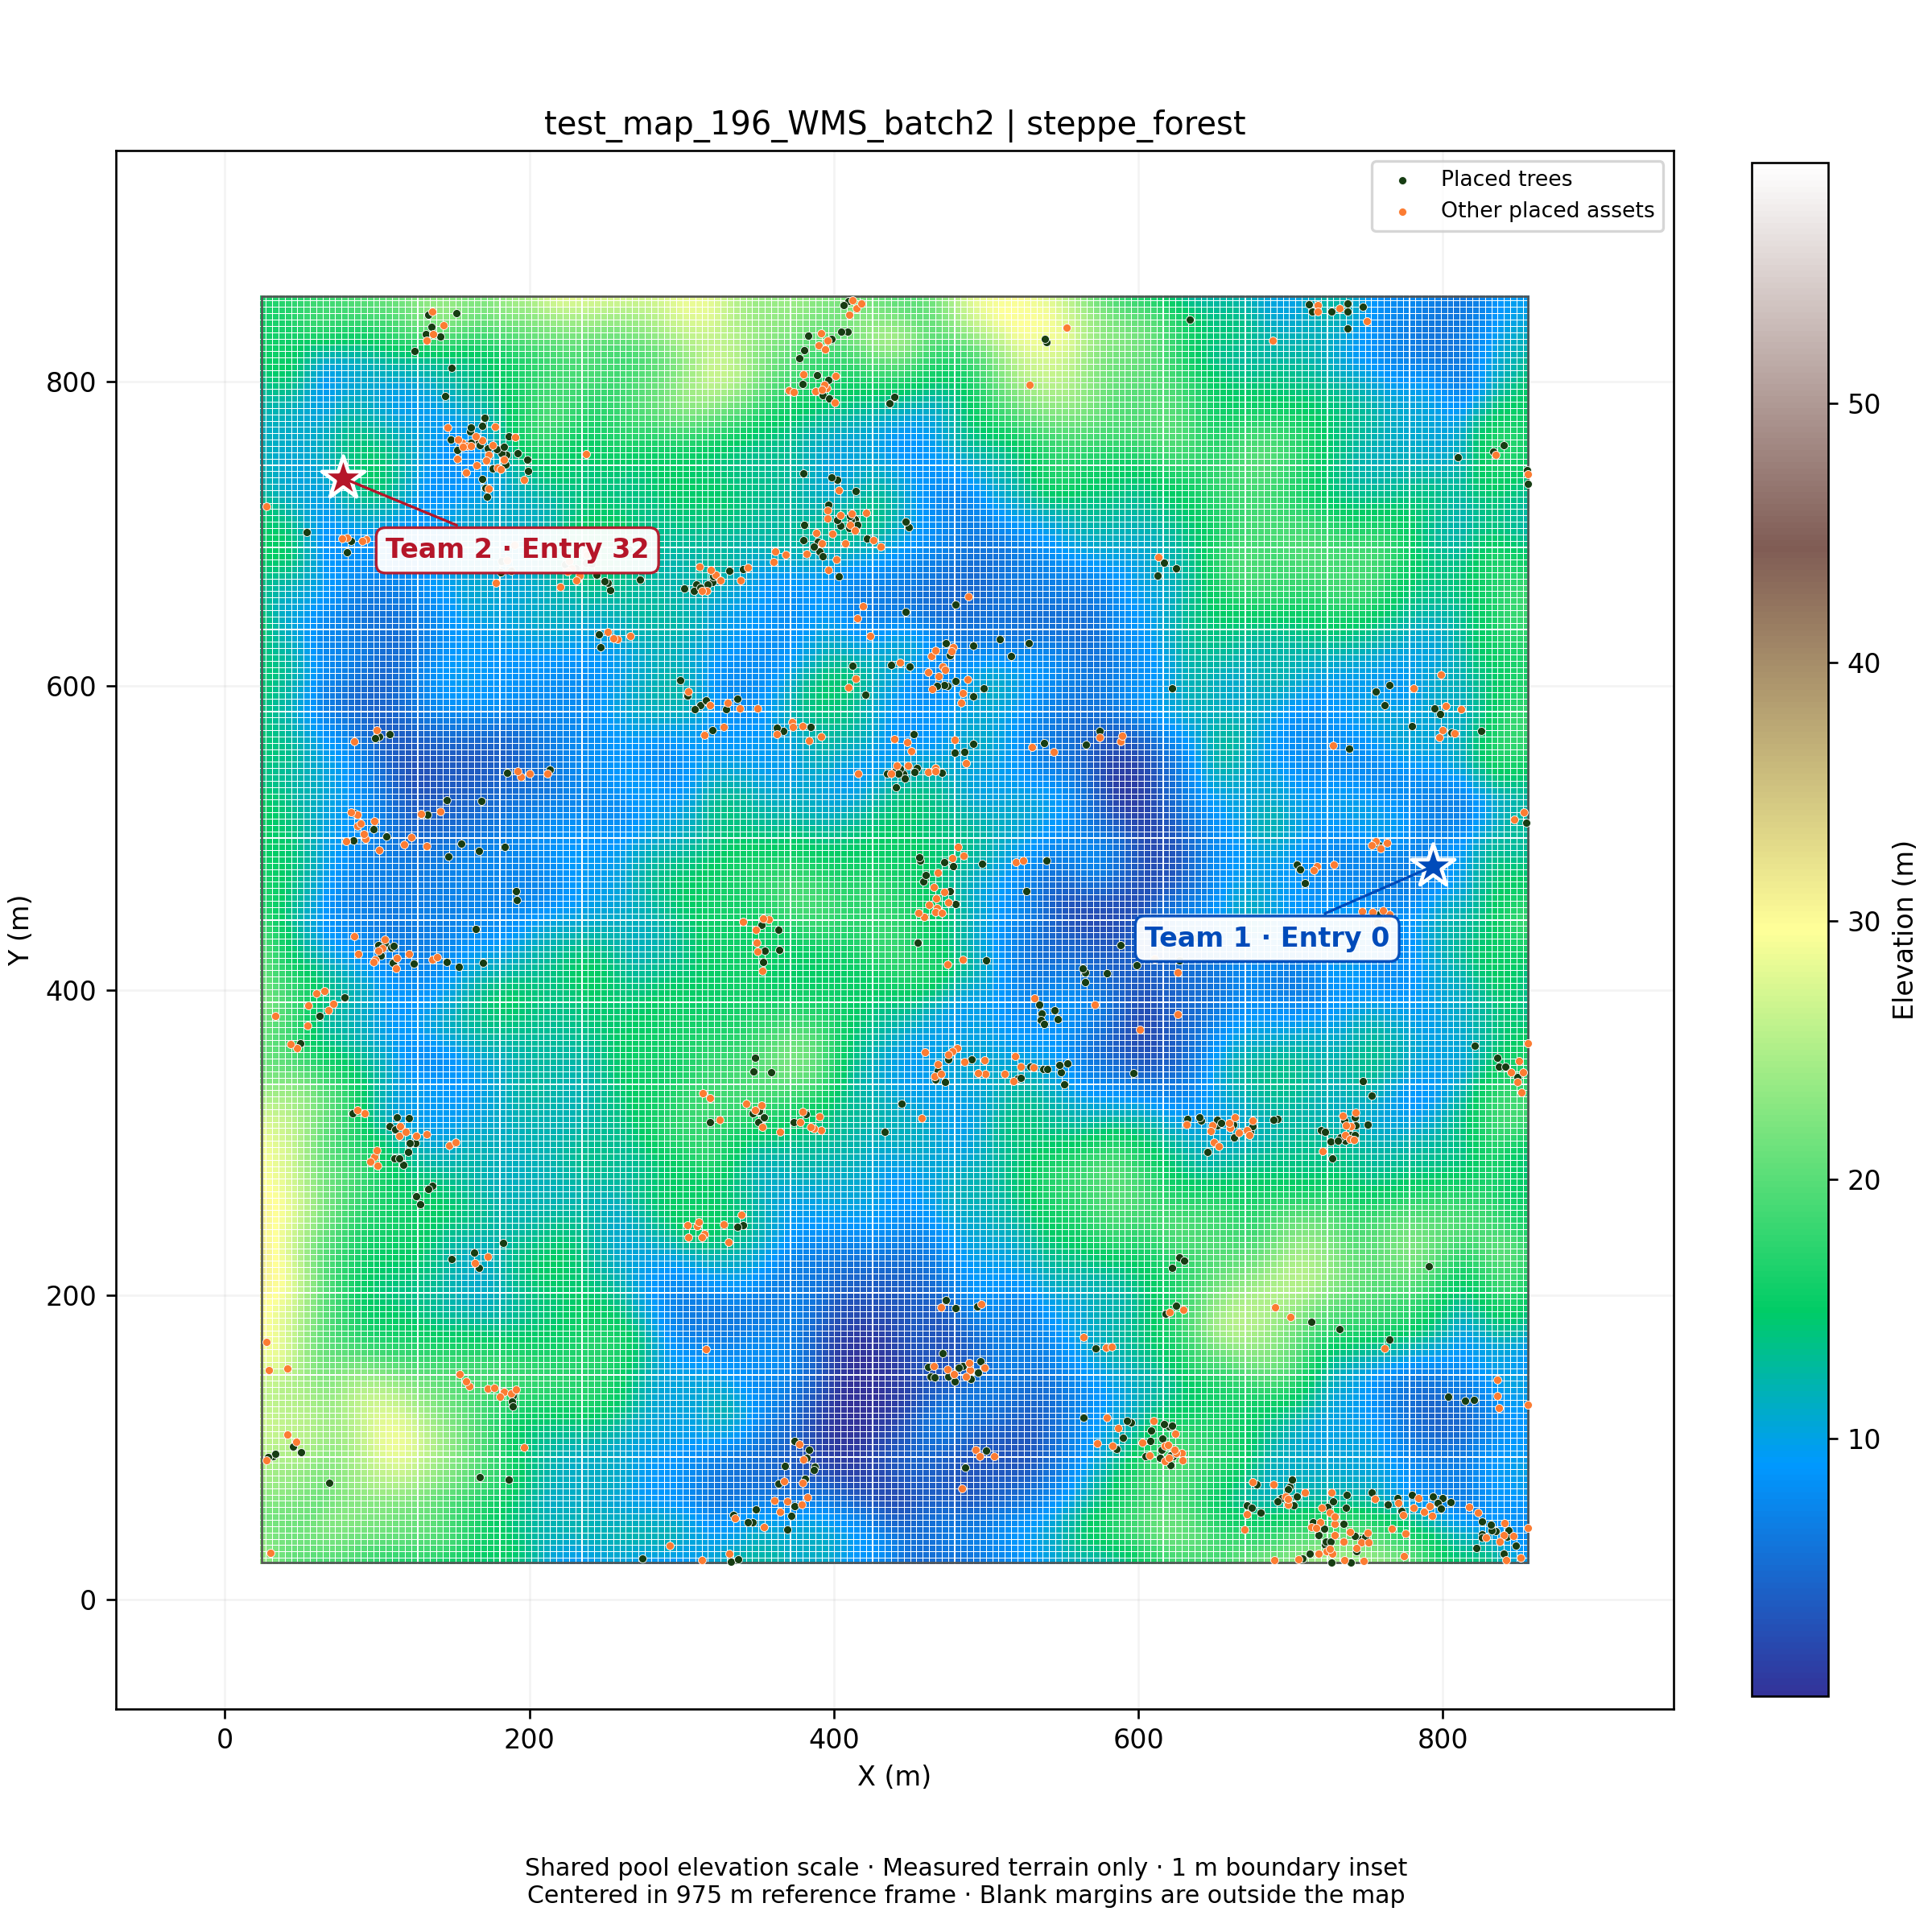 test_map_196_WMS_batch2 | steppe_forest
Placed trees
Other placed assets
Team 2 · Entry 32
Team 1 · Entry 0
800
600
400
200
0
Y (m)
0
200
400
600
800
X (m)
50
40
30
20
10
Elevation (m)
Shared pool elevation scale · Measured terrain only · 1 m boundary inset
Centered in 975 m reference frame · Blank margins are outside the map